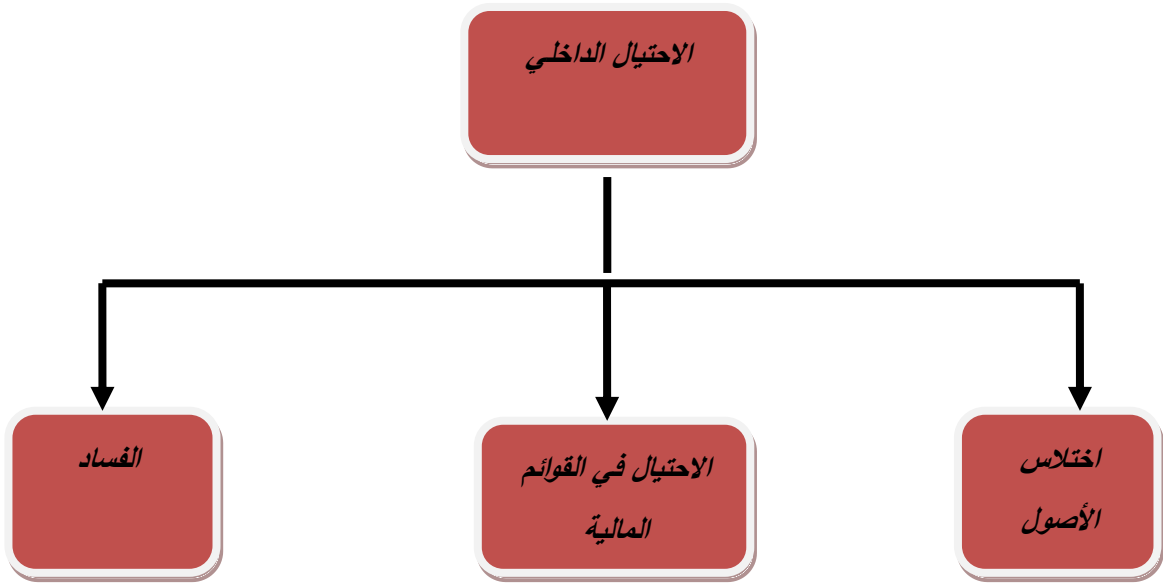 الاحتيال الداخلي
اختلاس
الأصول
الاحتيال في القوائم
المالية
الفساد